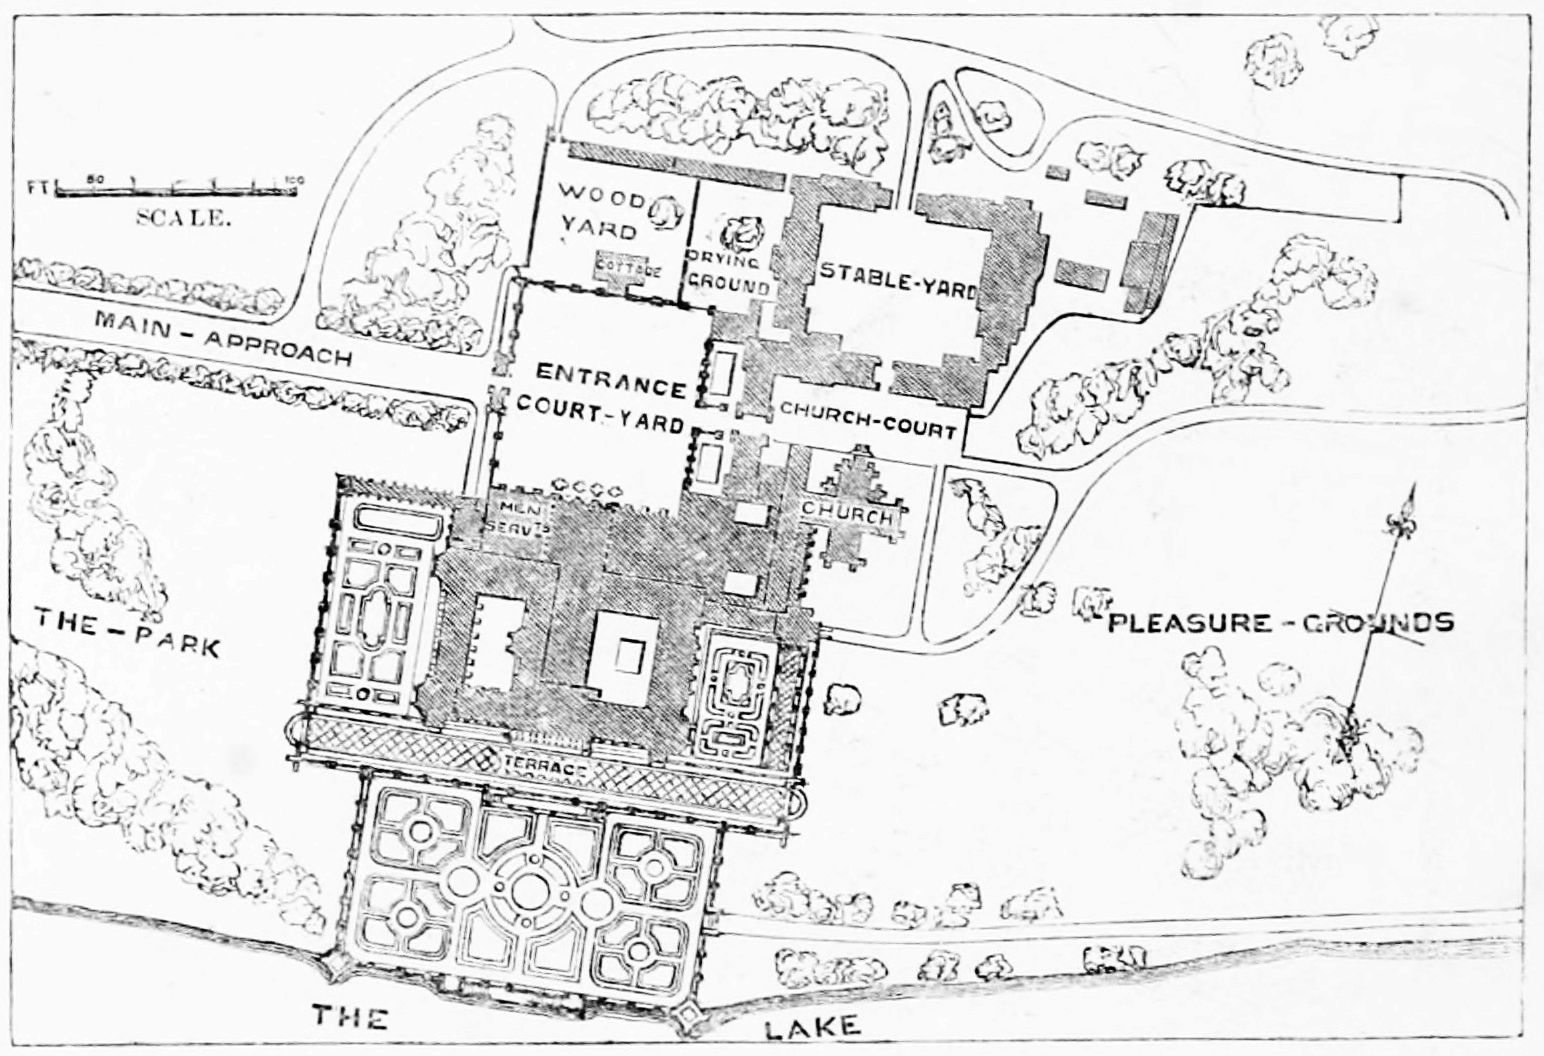 WOOD
YARD
FT
50
100
SCALE.
COTTAGE
DRYING
GROUND
STABLE-YARD
MAIN-APPROACH
ENTRANCE
COURT-YARD
CHURCH-COURT
MEN
SERVTS
CHURCH
THE-PARK
PLEASURE-GROUNDS
TERRACE
THE LAKE